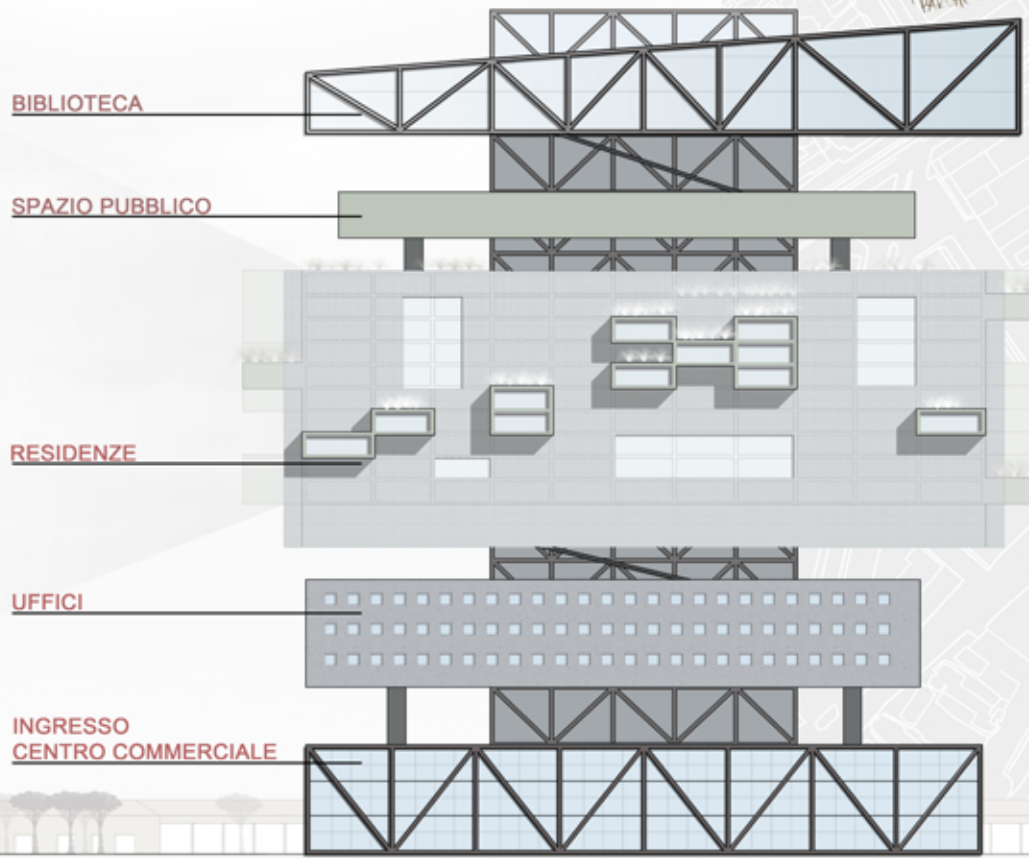 BIBLIOTECA
SPAZIO PUBBLICO
RESIDENZE
UFFICI
INGRESSO
CENTRO COMMERCIALE